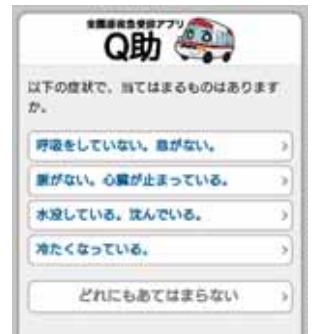 全国版救急受診アプリ
Q助
以下の症状で、当てはまるものはあります
か。
呼吸をしていない。息がない。
脈がない。心臓が止まっている。
水没している。沈んでいる。
冷たくなっている。
どれにもあてはまらない